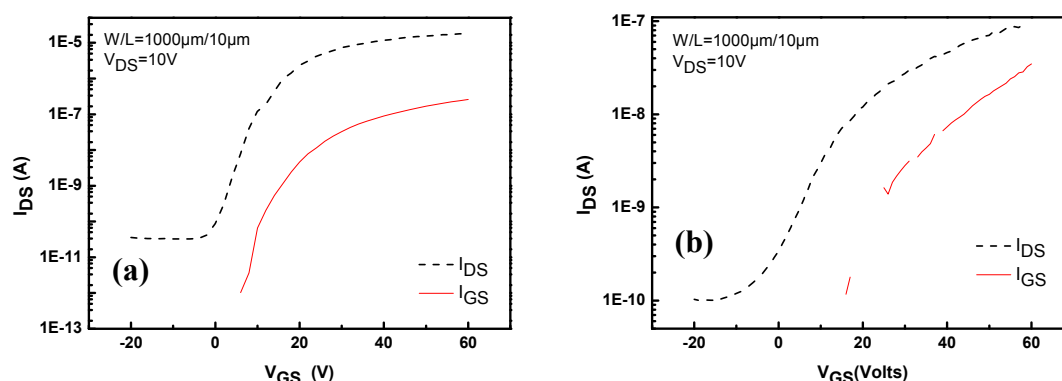 W/L=1000µm/10µm
V_DS=10V
1E-5
1E-7
1E-9
1E-11
1E-13
I_DS (A)
(a)
I_DS
I_GS
-20 0 20 40 60
V_GS (V)
W/L=1000µm/10µm
V_DS=10V
1E-7
1E-8
1E-9
1E-10
I_DS (A)
(b)
I_DS
I_GS
-20 0 20 40 60
V_GS(Volts)